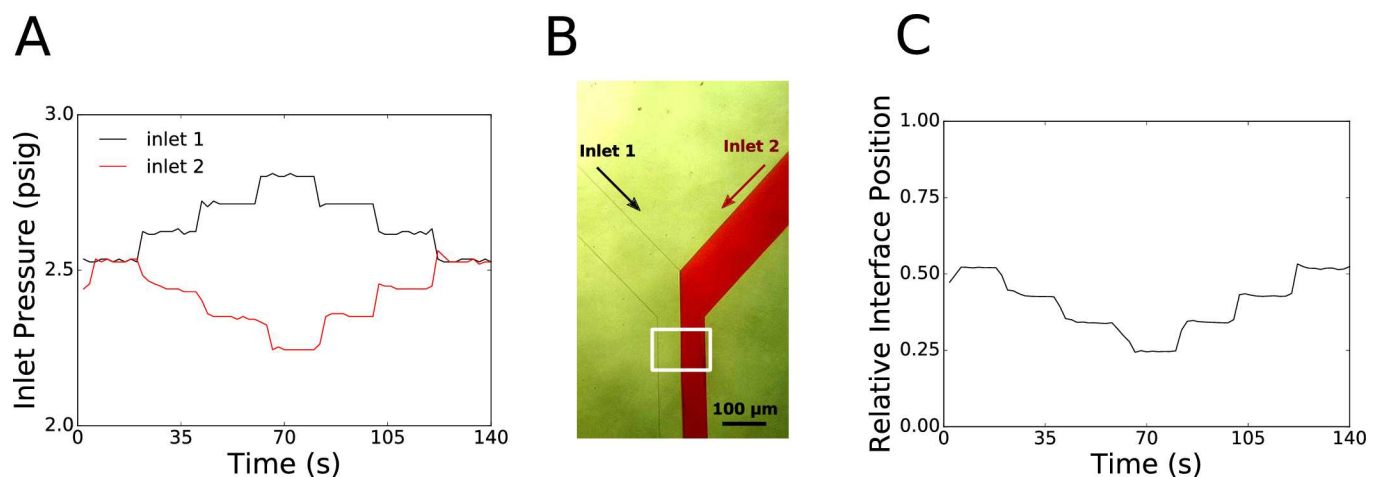 A
B
C
Inlet Pressure (psig)
3.0
2.5
2.0
inlet 1
inlet 2
0
35
70
105
140
Time (s)
Inlet 1
Inlet 2
100 µm
Relative Interface Position
1.00
0.75
0.50
0.25
0.00
0
35
70
105
140
Time (s)